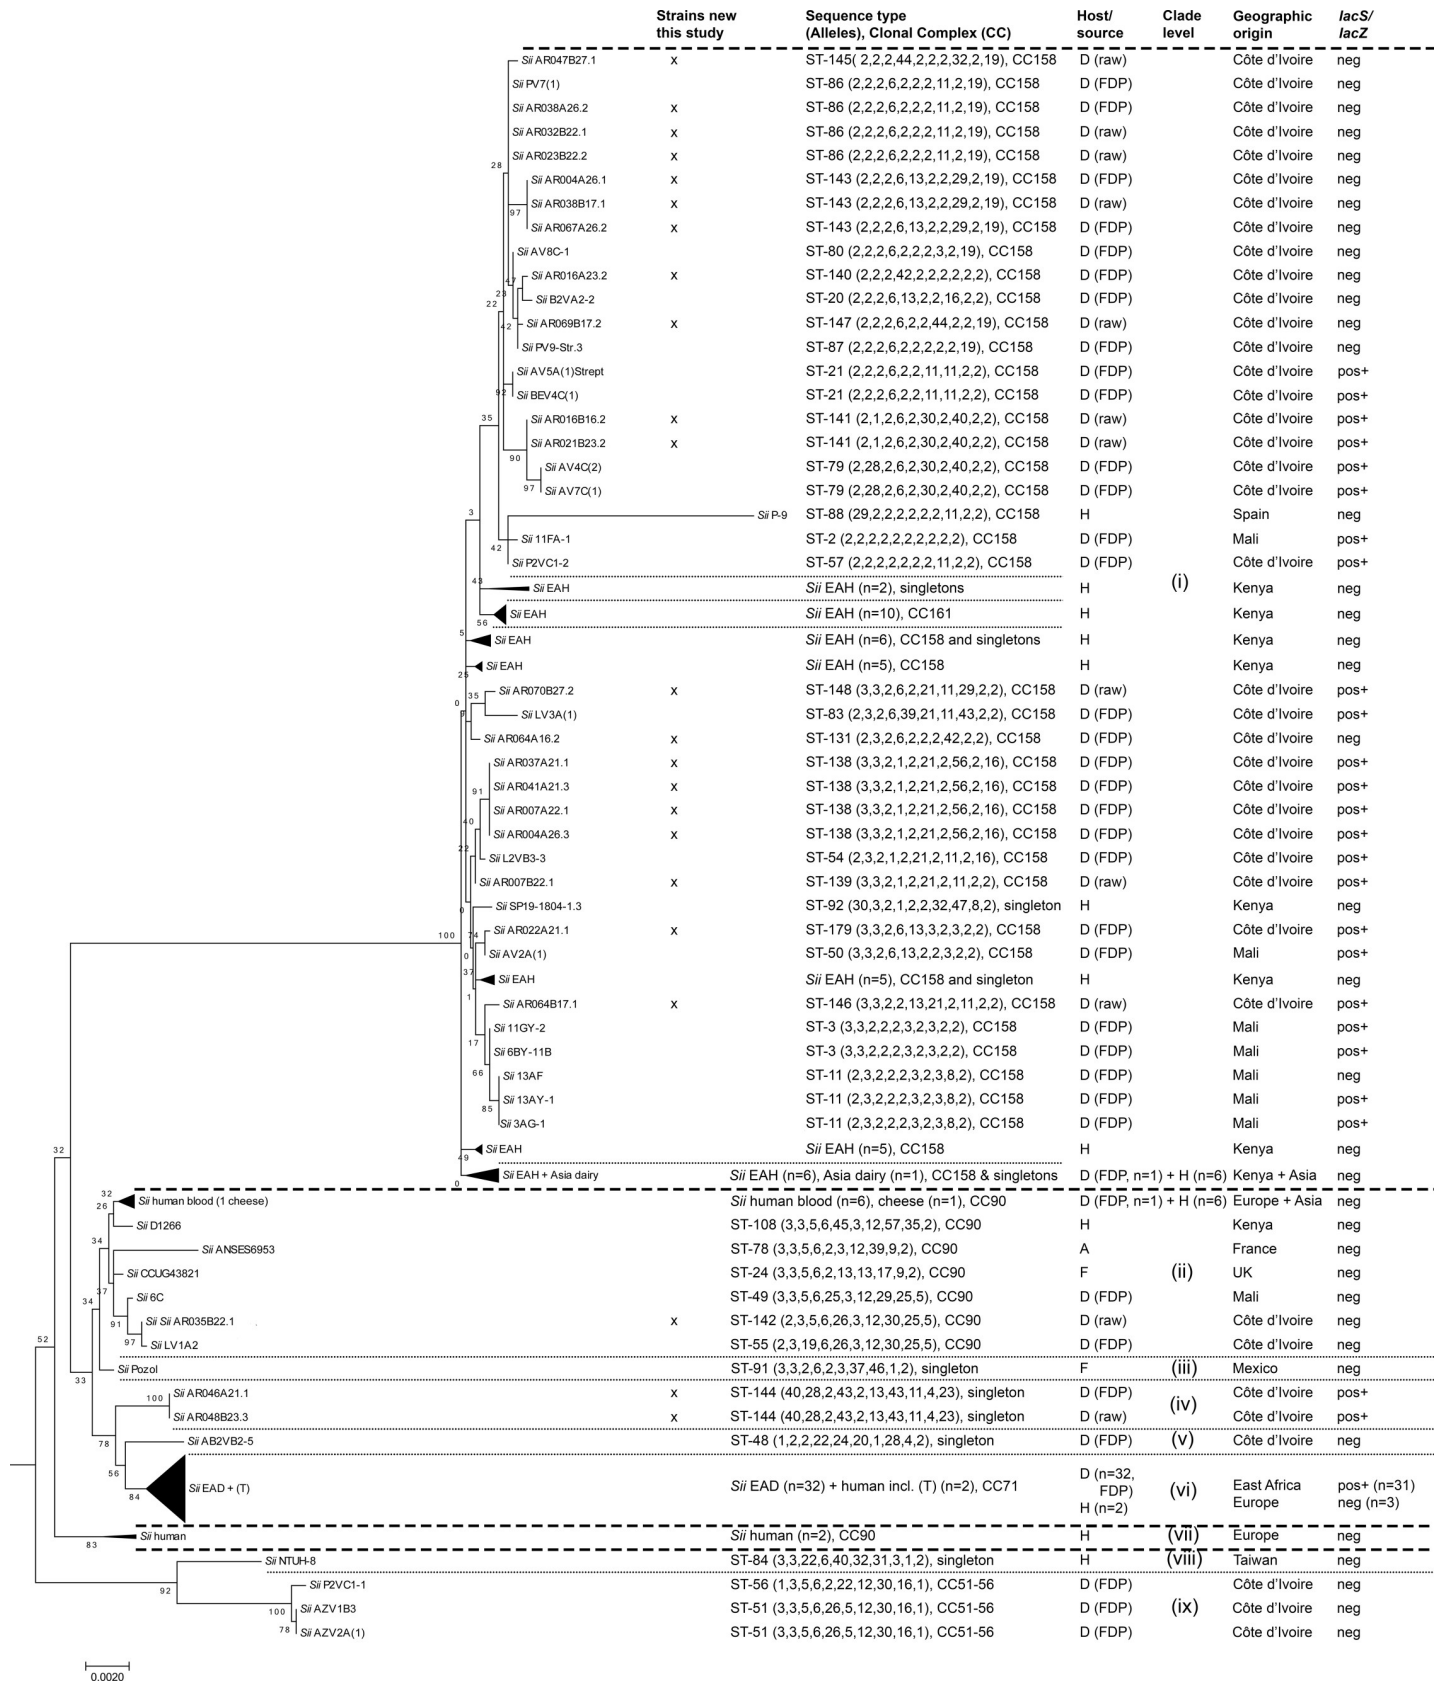 Strains new this study Sequence type (Alleles), Clonal Complex (CC) Host/ source Clade level Geographic origin lacS/ lacZ
Sii AR047B27.1 x ST-145( 2,2,2,44,2,2,2,32,2,19), CC158 D (raw) Côte d'Ivoire neg
Sii PV7(1) ST-86 (2,2,2,6,2,2,2,11,2,19), CC158 D (FDP) Côte d'Ivoire neg
Sii AR038A26.2 x ST-86 (2,2,2,6,2,2,2,11,2,19), CC158 D (FDP) Côte d'Ivoire neg
Sii AR032B22.1 x ST-86 (2,2,2,6,2,2,2,11,2,19), CC158 D (raw) Côte d'Ivoire neg
Sii AR023B22.2 x ST-86 (2,2,2,6,2,2,2,11,2,19), CC158 D (raw) Côte d'Ivoire neg
28
Sii AR004A26.1 x ST-143 (2,2,2,6,13,2,2,29,2,19), CC158 D (FDP) Côte d'Ivoire neg
Sii AR038B17.1 x ST-143 (2,2,2,6,13,2,2,29,2,19), CC158 D (raw) Côte d'Ivoire neg
97
Sii AR067A26.2 x ST-143 (2,2,2,6,13,2,2,29,2,19), CC158 D (FDP) Côte d'Ivoire neg
Sii AV8C-1 ST-80 (2,2,2,6,2,2,2,3,2,19), CC158 D (FDP) Côte d'Ivoire neg
Sii AR016A23.2 x ST-140 (2,2,2,42,2,2,2,2,2,2), CC158 D (FDP) Côte d'Ivoire neg
47
23
Sii B2VA2-2 ST-20 (2,2,2,6,13,2,2,16,2,2), CC158 D (FDP) Côte d'Ivoire neg
22
Sii AR069B17.2 x ST-147 (2,2,2,6,2,2,44,2,2,19), CC158 D (raw) Côte d'Ivoire neg
42
Sii PV9-Str.3 ST-87 (2,2,2,6,2,2,2,2,2,19), CC158 D (FDP) Côte d'Ivoire neg
Sii AV5A(1)Strept ST-21 (2,2,2,6,2,2,11,11,2,2), CC158 D (FDP) Côte d'Ivoire pos+
92
Sii BEV4C(1) ST-21 (2,2,2,6,2,2,11,11,2,2), CC158 D (FDP) Côte d'Ivoire pos+
35
Sii AR016B16.2 x ST-141 (2,1,2,6,2,30,2,40,2,2), CC158 D (raw) Côte d'Ivoire pos+
Sii AR021B23.2 x ST-141 (2,1,2,6,2,30,2,40,2,2), CC158 D (raw) Côte d'Ivoire pos+
90
Sii AV4C(2) ST-79 (2,28,2,6,2,30,2,40,2,2), CC158 D (FDP) Côte d'Ivoire pos+
97
Sii AV7C(1) ST-79 (2,28,2,6,2,30,2,40,2,2), CC158 D (FDP) Côte d'Ivoire pos+
3
Sii P-9 ST-88 (29,2,2,2,2,2,2,11,2,2), CC158 H Spain neg
Sii 11FA-1 ST-2 (2,2,2,2,2,2,2,2,2,2), CC158 D (FDP) Mali pos+
42
Sii P2VC1-2 ST-57 (2,2,2,2,2,2,2,11,2,2), CC158 D (FDP) Côte d'Ivoire pos+
43
Sii EAH Sii EAH (n=2), singletons H (i) Kenya neg
Sii EAH Sii EAH (n=10), CC161 H Kenya neg
56
5
Sii EAH Sii EAH (n=6), CC158 and singletons H Kenya neg
Sii EAH Sii EAH (n=5), CC158 H Kenya neg
25
35
Sii AR070B27.2 x ST-148 (3,3,2,6,2,21,11,29,2,2), CC158 D (raw) Côte d'Ivoire pos+
0
9
Sii LV3A(1) ST-83 (2,3,2,6,39,21,11,43,2,2), CC158 D (FDP) Côte d'Ivoire pos+
Sii AR064A16.2 x ST-131 (2,3,2,6,2,2,2,42,2,2), CC158 D (FDP) Côte d'Ivoire neg
Sii AR037A21.1 x ST-138 (3,3,2,1,2,21,2,56,2,16), CC158 D (FDP) Côte d'Ivoire pos+
Sii AR041A21.3 x ST-138 (3,3,2,1,2,21,2,56,2,16), CC158 D (FDP) Côte d'Ivoire pos+
91
Sii AR007A22.1 x ST-138 (3,3,2,1,2,21,2,56,2,16), CC158 D (FDP) Côte d'Ivoire pos+
40
Sii AR004A26.3 x ST-138 (3,3,2,1,2,21,2,56,2,16), CC158 D (FDP) Côte d'Ivoire pos+
22
Sii L2VB3-3 ST-54 (2,3,2,1,2,21,2,11,2,16), CC158 D (FDP) Côte d'Ivoire pos+
Sii AR007B22.1 x ST-139 (3,3,2,1,2,21,2,11,2,2), CC158 D (raw) Côte d'Ivoire pos+
0
Sii SP19-1804-1.3 ST-92 (30,3,2,1,2,2,32,47,8,2), singleton H Kenya neg
100
74
Sii AR022A21.1 x ST-179 (3,3,2,6,13,3,2,3,2,2), CC158 D (FDP) Côte d'Ivoire pos+
0
Sii AV2A(1) ST-50 (3,3,2,6,13,2,2,3,2,2), CC158 D (FDP) Mali pos+
37
Sii EAH Sii EAH (n=5), CC158 and singleton H Kenya neg
1
Sii AR064B17.1 x ST-146 (3,3,2,2,13,21,2,11,2,2), CC158 D (raw) Côte d'Ivoire pos+
Sii 11GY-2 ST-3 (3,3,2,2,2,3,2,3,2,2), CC158 D (FDP) Mali pos+
17
Sii 6BY-11B ST-3 (3,3,2,2,2,3,2,3,2,2), CC158 D (FDP) Mali pos+
66
Sii 13AF ST-11 (2,3,2,2,2,3,2,3,8,2), CC158 D (FDP) Mali neg
Sii 13AY-1 ST-11 (2,3,2,2,2,3,2,3,8,2), CC158 D (FDP) Mali pos+
85
Sii 3AG-1 ST-11 (2,3,2,2,2,3,2,3,8,2), CC158 D (FDP) Mali pos+
32
Sii EAH Sii EAH (n=5), CC158 H Kenya neg
49
Sii EAH + Asia dairy Sii EAH (n=6), Asia dairy (n=1), CC158 & singletons D (FDP, n=1) + H (n=6) Kenya + Asia neg
0
32
Sii human blood (1 cheese) Sii human blood (n=6), cheese (n=1), CC90 D (FDP, n=1) + H (n=6) Europe + Asia neg
26
Sii D1266 ST-108 (3,3,5,6,45,3,12,57,35,2), CC90 H Kenya neg
34
Sii ANSES6953 ST-78 (3,3,5,6,2,3,12,39,9,2), CC90 A France neg
Sii CCUG43821 ST-24 (3,3,5,6,2,13,13,17,9,2), CC90 F (ii) UK neg
37
Sii 6C ST-49 (3,3,5,6,25,3,12,29,25,5), CC90 D (FDP) Mali neg
34
91
Sii Sii AR035B22.1 x ST-142 (2,3,5,6,26,3,12,30,25,5), CC90 D (raw) Côte d'Ivoire neg
52
97
Sii LV1A2 ST-55 (2,3,19,6,26,3,12,30,25,5), CC90 D (FDP) Côte d'Ivoire neg
Sii Pozol ST-91 (3,3,2,6,2,3,37,46,1,2), singleton F (iii) Mexico neg
33
Sii AR046A21.1 x ST-144 (40,28,2,43,2,13,43,11,4,23), singleton D (FDP) Côte d'Ivoire pos+
100 (iv)
Sii AR048B23.3 x ST-144 (40,28,2,43,2,13,43,11,4,23), singleton D (raw) Côte d'Ivoire pos+
78
Sii AB2VB2-5 ST-48 (1,2,2,22,24,20,1,28,4,2), singleton D (FDP) (v) Côte d'Ivoire neg
56
Sii EAD + (T) Sii EAD (n=32) + human incl. (T) (n=2), CC71 D (n=32, FDP) H (n=2) (vi) East Africa Europe pos+ (n=31) neg (n=3)
84
Sii human Sii human (n=2), CC90 H (vii) Europe neg
83
Sii NTUH-8 ST-84 (3,3,22,6,40,32,31,3,1,2), singleton H (viii) Taiwan neg
92
Sii P2VC1-1 ST-56 (1,3,5,6,2,22,12,30,16,1), CC51-56 D (FDP) Côte d'Ivoire neg
100
Sii AZV1B3 ST-51 (3,3,5,6,26,5,12,30,16,1), CC51-56 D (FDP) (ix) Côte d'Ivoire neg
78
Sii AZV2A(1) ST-51 (3,3,5,6,26,5,12,30,16,1), CC51-56 D (FDP) Côte d'Ivoire neg
0.0020